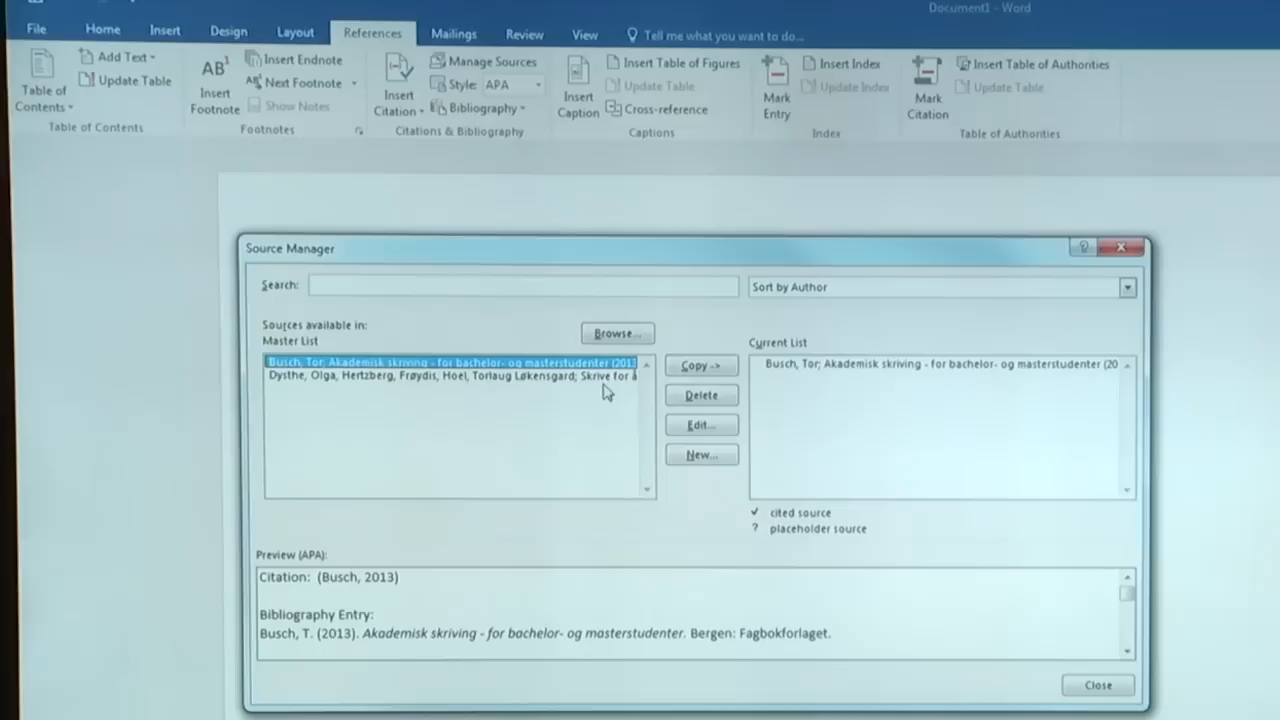 Document1 - Word
File Home Insert Design Layout References Mailings Review View Tell me what you want to do...
Table of Contents
Add Text
Update Table
Table of Contents
AB¹ Insert Footnote
Insert Endnote
AB¹ Next Footnote
Show Notes
Footnotes
Insert Citation
Manage Sources
Style: APA
Bibliography
Citations & Bibliography
Insert Caption
Insert Table of Figures
Update Table
Cross-reference
Captions
Mark Entry
Insert Index
Update Index
Index
Mark Citation
Insert Table of Authorities
Update Table
Table of Authorities
Source Manager
Search:
Sort by Author
Sources available in:
Master List
Browse...
Current List
Busch, Tor; Akademisk skriving - for bachelor- og masterstudenter (2013
Dysthe, Olga, Hertzberg, Frøydis, Hoel, Torlaug Løkensgard; Skrive for å
Copy ->
Delete
Edit...
New...
Busch, Tor; Akademisk skriving - for bachelor- og masterstudenter (20
✓ cited source
? placeholder source
Preview (APA):
Citation: (Busch, 2013)
Bibliography Entry:
Busch, T. (2013). Akademisk skriving - for bachelor- og masterstudenter. Bergen: Fagbokforlaget.
Close